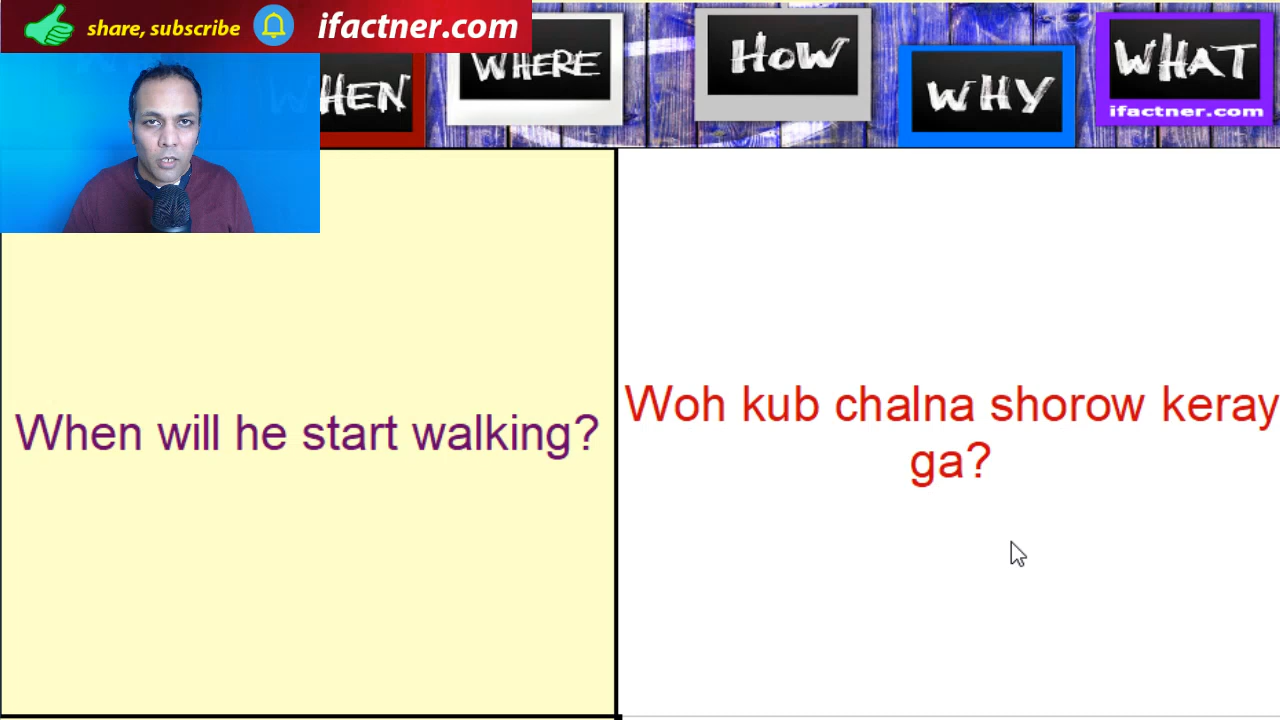 share, subscribe ifactner.com
WHEN
WHERE
HOW
WHY
WHAT
ifactner.com
When will he start walking?
Woh kub chalna shorow keray
ga?